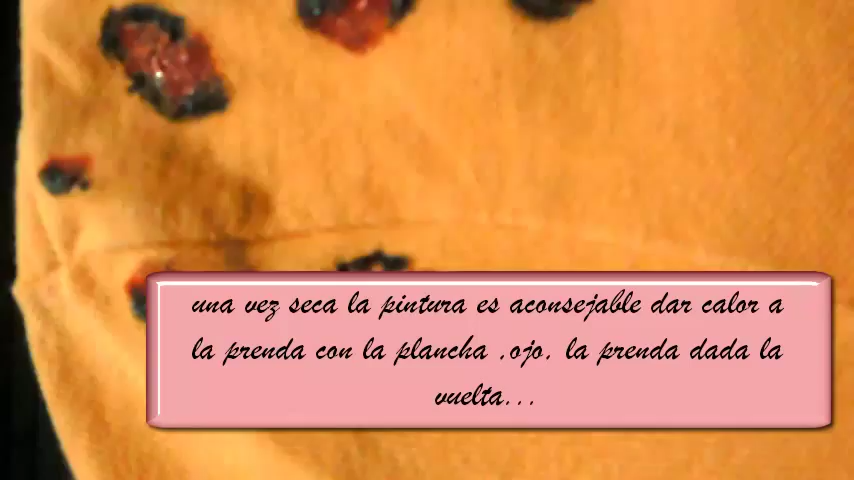 una vez seca la pintura es aconsejable dar calor a
la prenda con la plancha ,ojo, la prenda dada la
vuelta...